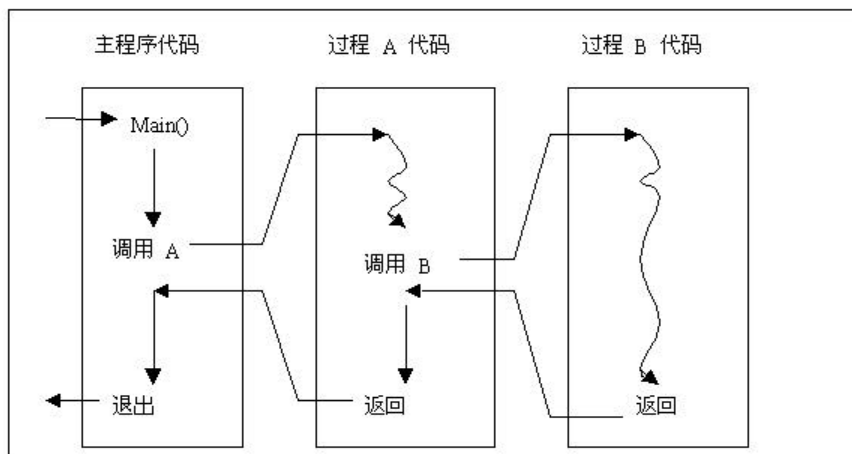 主程序代码
过程 A 代码
过程 B 代码
Main()
调用 A
调用 B
退出
返回
返回